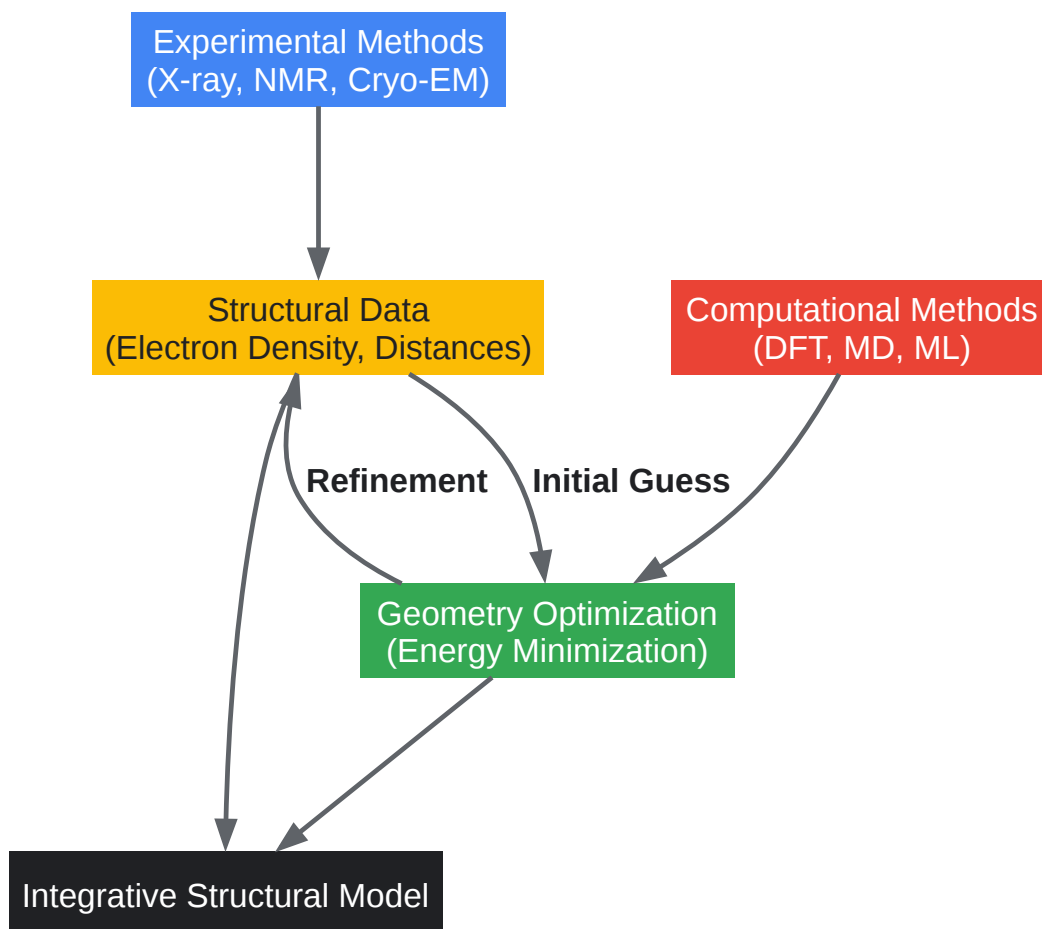 Experimental Methods
(X-ray, NMR, Cryo-EM)
Structural Data
(Electron Density, Distances)
Computational Methods
(DFT, MD, ML)
Refinement
Initial Guess
Geometry Optimization
(Energy Minimization)
Integrative Structural Model